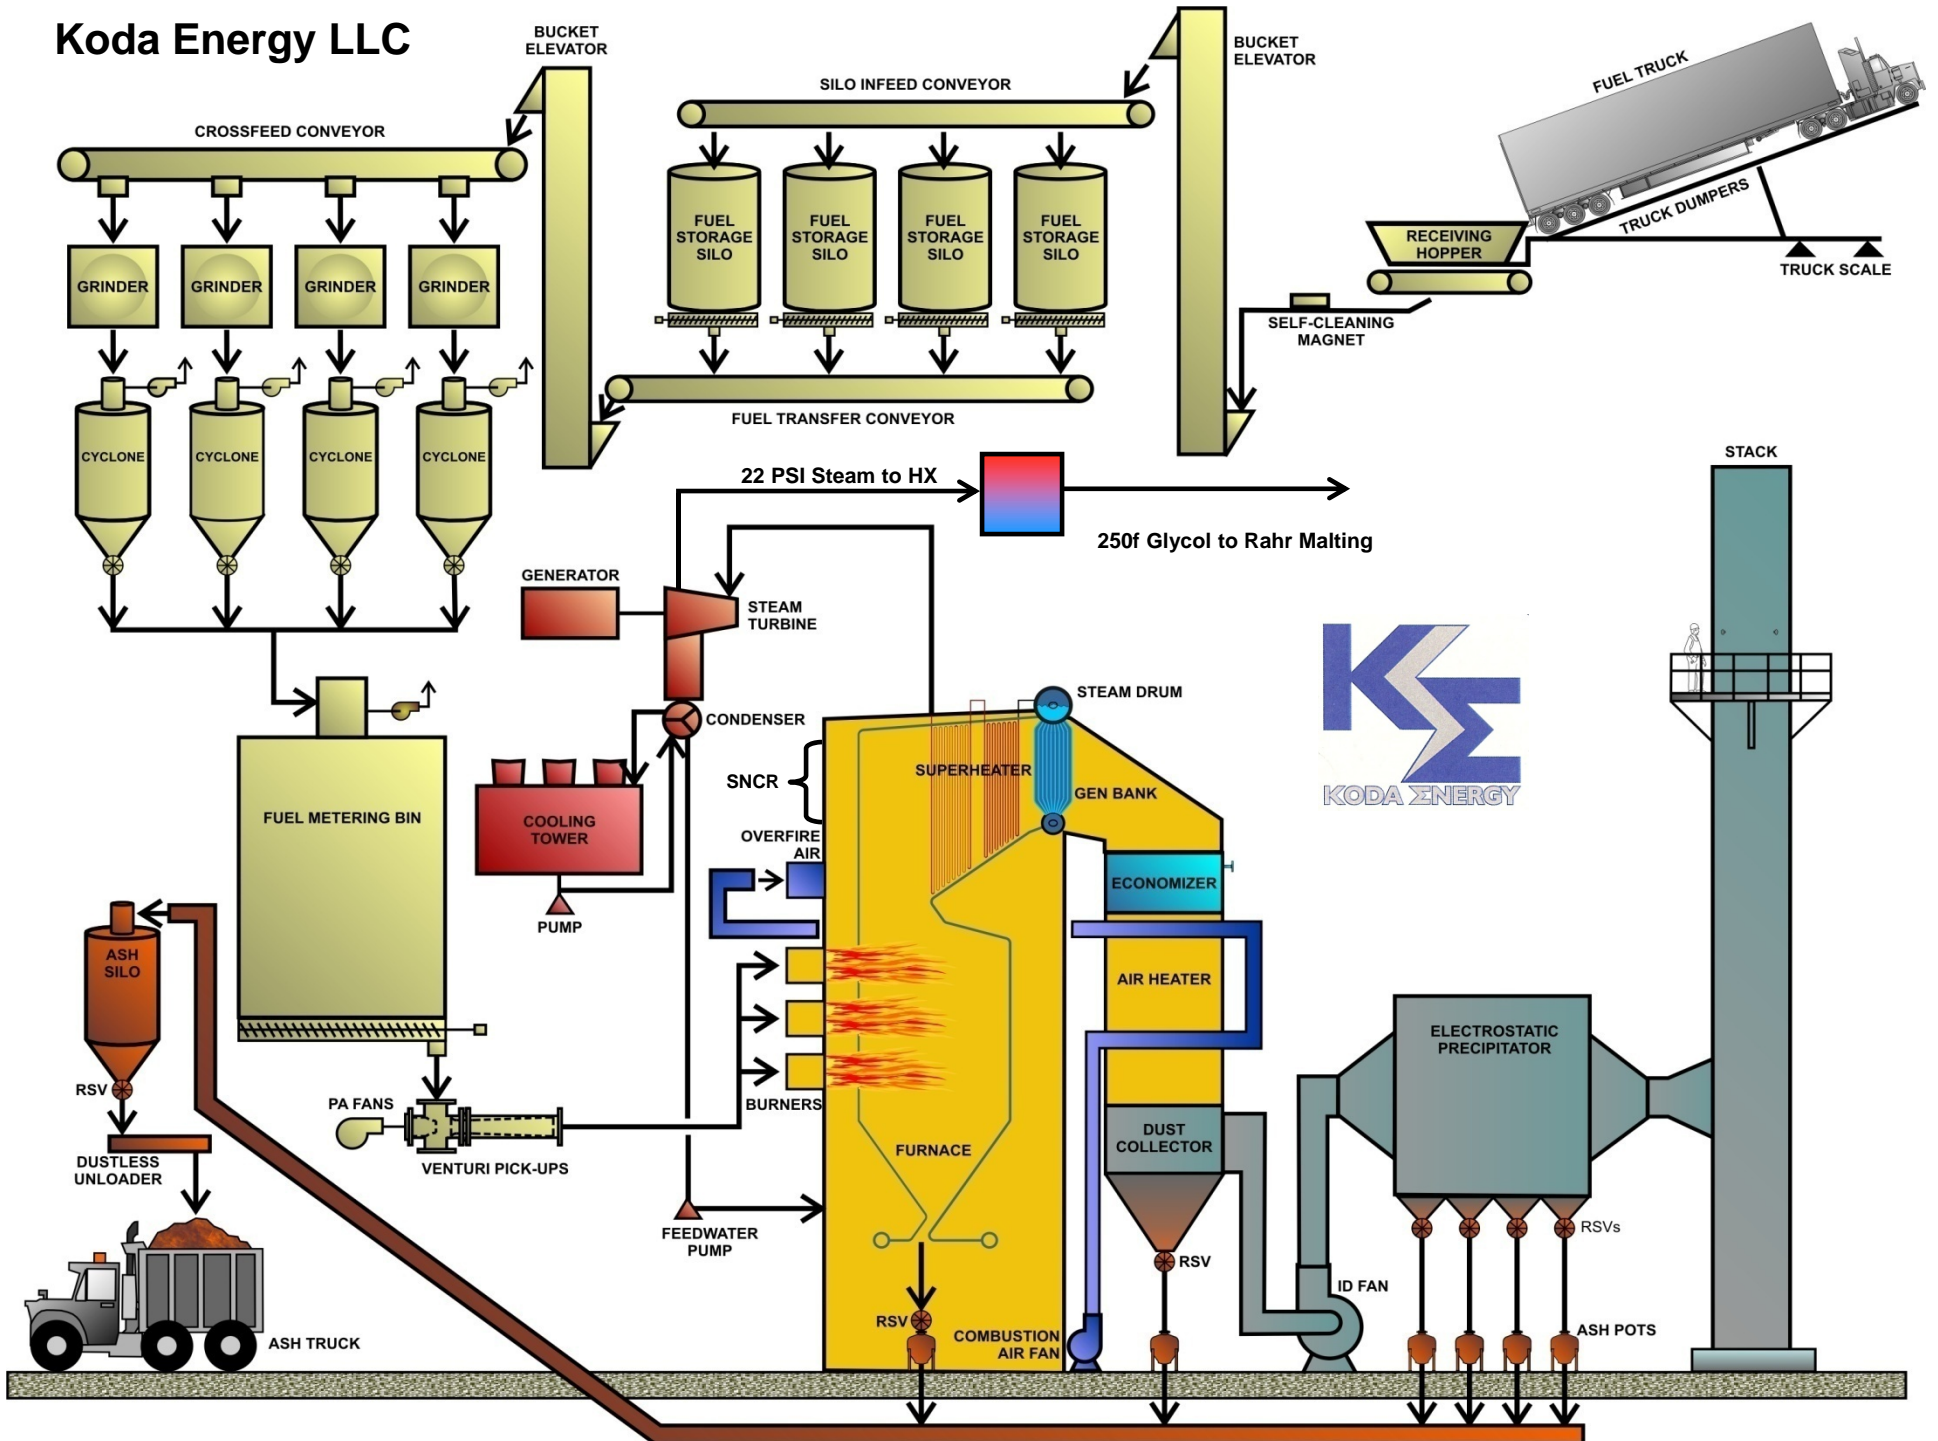 Koda Energy LLC
BUCKET
ELEVATOR
BUCKET
ELEVATOR
SILO INFEED CONVEYOR
FUEL TRUCK
CROSSFEED CONVEYOR
TRUCK DUMPERS
FUEL
STORAGE
SILO
FUEL
STORAGE
SILO
FUEL
STORAGE
SILO
FUEL
STORAGE
SILO
RECEIVING
HOPPER
TRUCK SCALE
GRINDER
GRINDER
GRINDER
GRINDER
SELF-CLEANING
MAGNET
FUEL TRANSFER CONVEYOR
CYCLONE
CYCLONE
CYCLONE
CYCLONE
STACK
22 PSI Steam to HX
250f Glycol to Rahr Malting
GENERATOR
STEAM
TURBINE
STEAM DRUM
CONDENSER
SNCR
SUPERHEATER
GEN BANK
KE
KODA ENERGY
FUEL METERING BIN
COOLING
TOWER
OVERFIRE
AIR
ECONOMIZER
PUMP
ASH
SILO
AIR HEATER
ELECTROSTATIC
PRECIPITATOR
RSV
PA FANS
BURNERS
VENTURI PICK-UPS
FURNACE
DUST
COLLECTOR
DUSTLESS
UNLOADER
FEEDWATER
PUMP
RSVs
RSV
ID FAN
RSV
COMBUSTION
AIR FAN
ASH POTS
ASH TRUCK